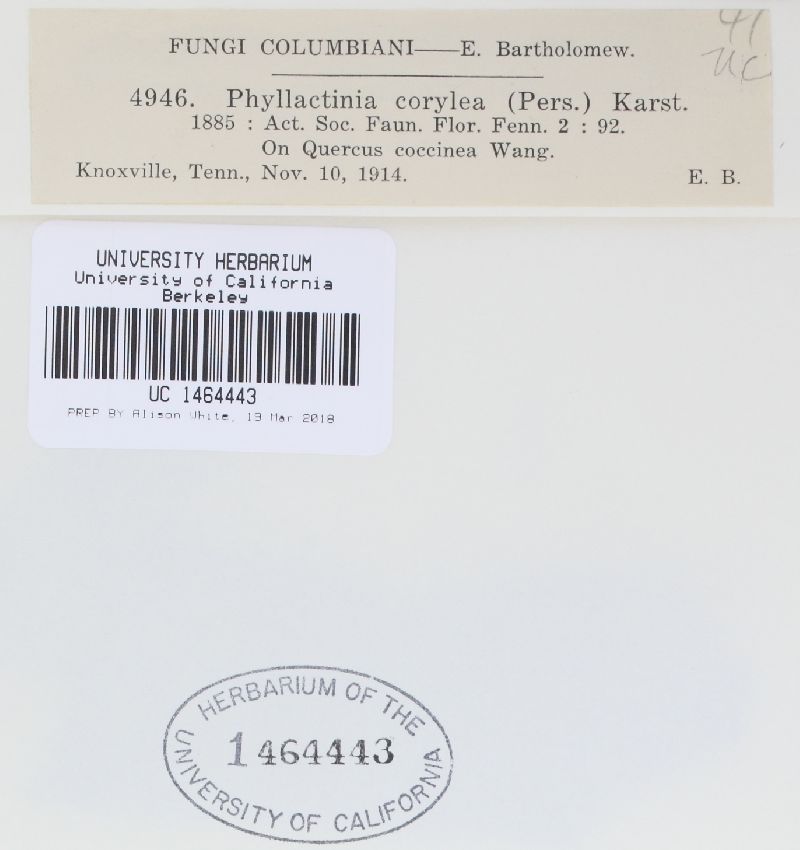 41
UC
FUNGI COLUMBIANI——E. Bartholomew.
4946. Phyllactinia corylea (Pers.) Karst.
1885 : Act. Soc. Faun. Flor. Fenn. 2 : 92.
On Quercus coccinea Wang.
Knoxville, Tenn., Nov. 10, 1914. E. B.
UNIVERSITY HERBARIUM
University of California
Berkeley
UC 1464443
PREP BY Alison White, 19 Mar 2018
HERBARIUM OF THE
1464443
UNIVERSITY OF CALIFORNIA